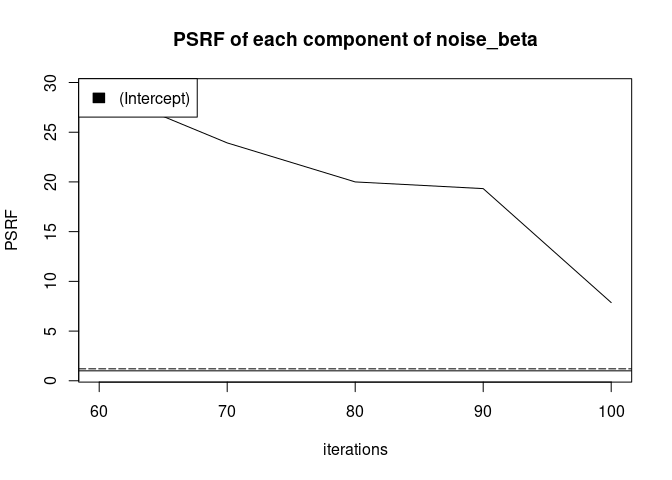 PSRF of each component of noise_beta
(Intercept)
PSRF
30
25
20
15
10
5
0
60 70 80 90 100
iterations